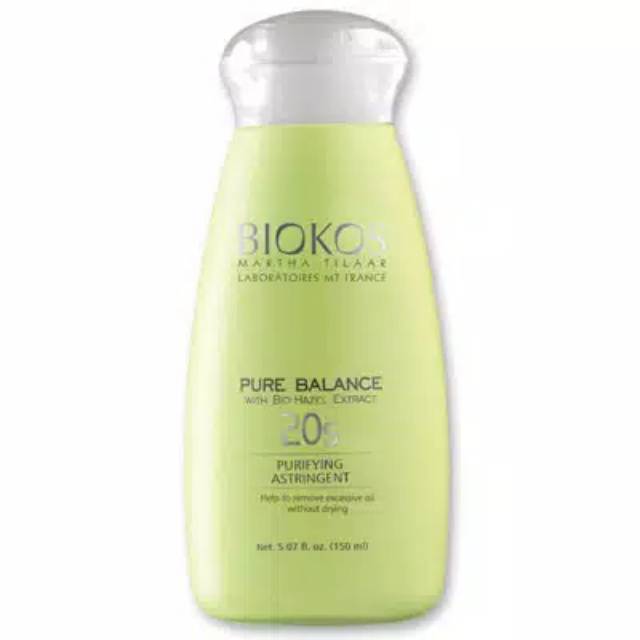 BIOKOS
MARTHA TILAAR
LABORATOIRES MT FRANCE
PURE BALANCE
WITH BIO HAZEL EXTRACT
20s
PURIFYING
ASTRINGENT
Help to remove excessive oil
without drying
Net. 5.07 fl. oz. (150 ml)